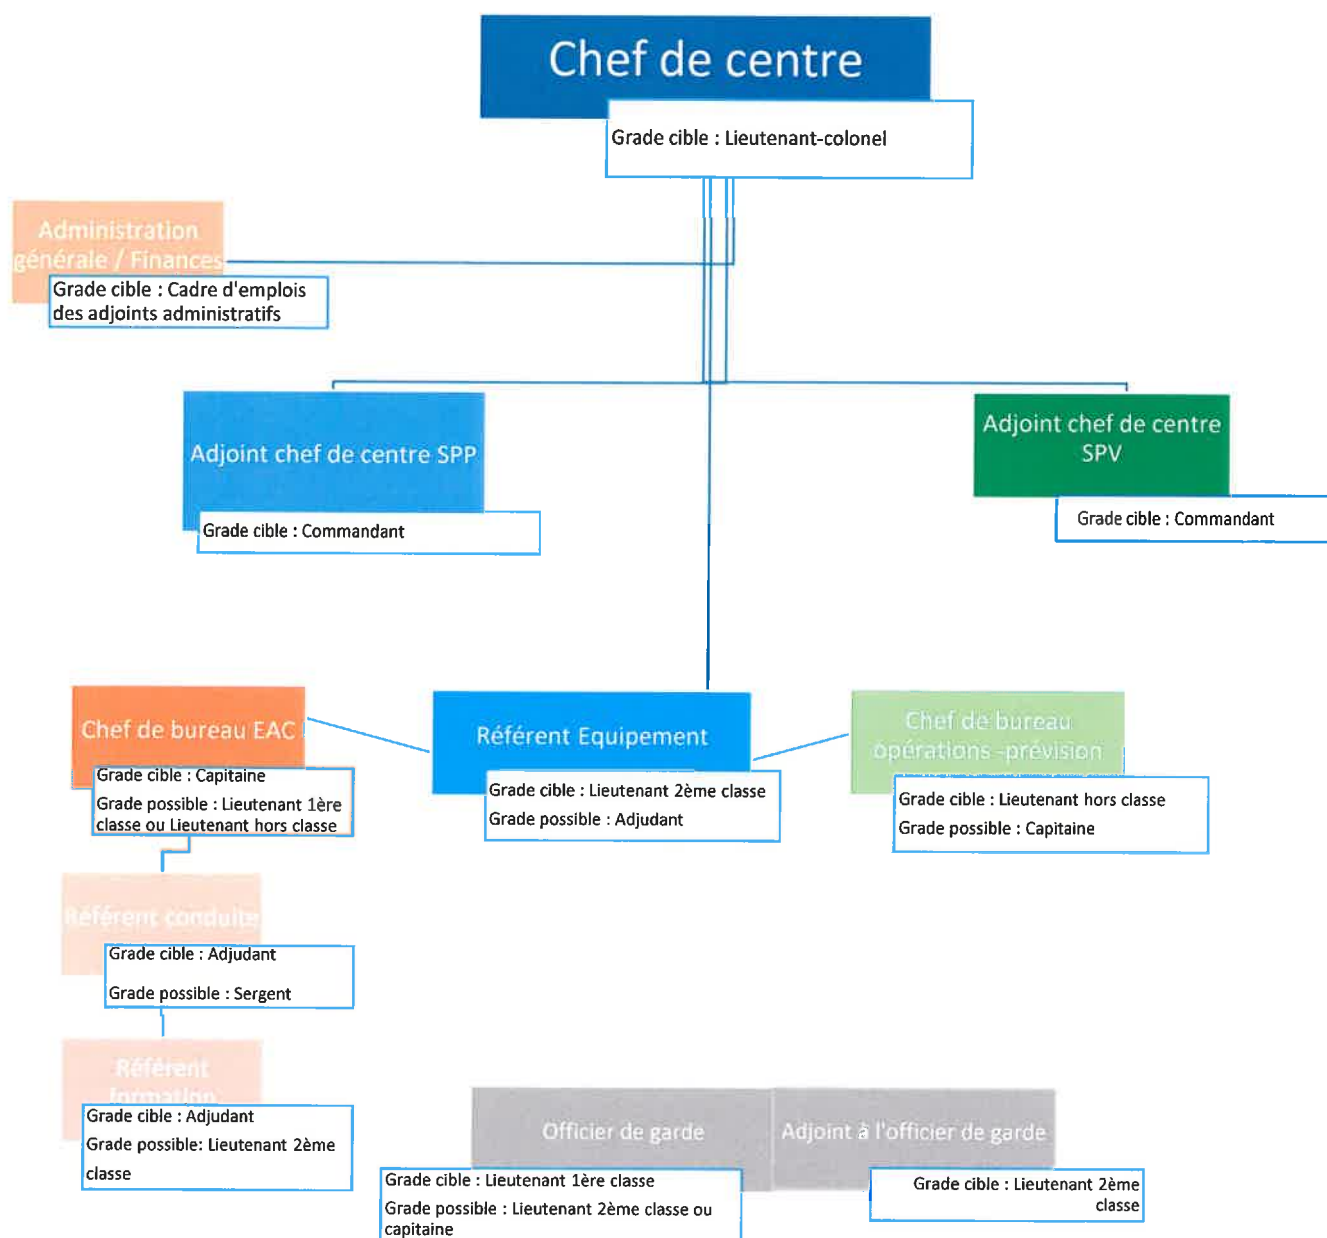 Chef de centre
Grade cible : Lieutenant-colonel
Administration
générale / Finances
Grade cible : Cadre d'emplois
des adjoints administratifs
Adjoint chef de centre SPP
Grade cible : Commandant
Adjoint chef de centre
SPV
Grade cible : Commandant
Chef de bureau EAC
Grade cible : Capitaine
Grade possible : Lieutenant 1ère
classe ou Lieutenant hors classe
Référent Equipement
Grade cible : Lieutenant 2ème classe
Grade possible : Adjudant
Chef de bureau
opérations -prévision
Grade cible : Lieutenant hors classe
Grade possible : Capitaine
Référent conduite
Grade cible : Adjudant
Grade possible : Sergent
Référent
formation
Grade cible : Adjudant
Grade possible: Lieutenant 2ème
classe
Officier de garde
Grade cible : Lieutenant 1ère classe
Grade possible : Lieutenant 2ème classe ou
capitaine
Adjoint à l'officier de garde
Grade cible : Lieutenant 2ème
classe